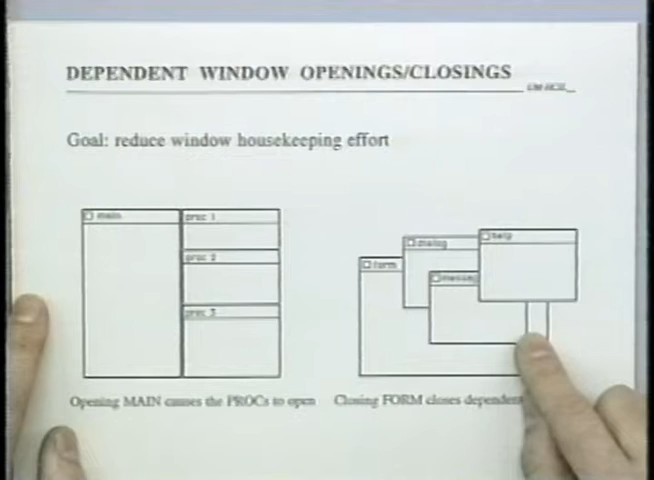 DEPENDENT WINDOW OPENINGS/CLOSINGS
Goal: reduce window housekeeping effort
main
proc 1
proc 2
proc 3
form
dialog
message
help
Opening MAIN causes the PROCs to open
Closing FORM closes dependent